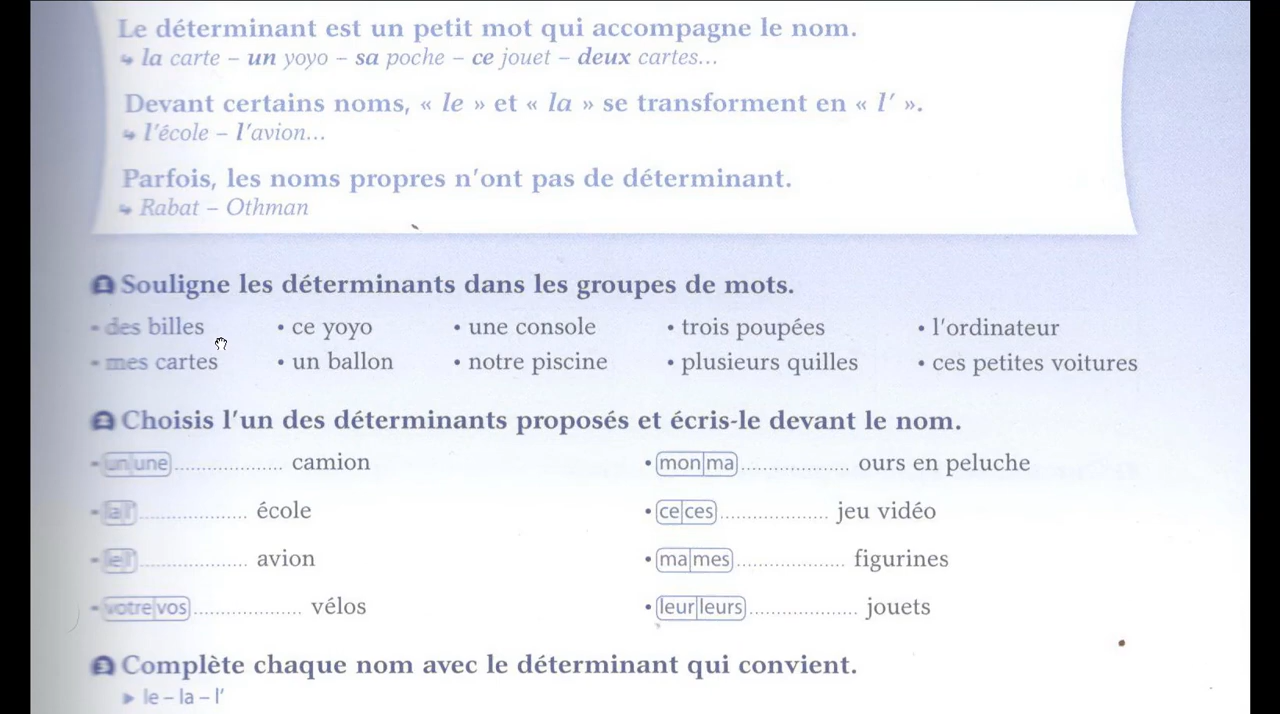 Le déterminant est un petit mot qui accompagne le nom.
la carte – un yoyo – sa poche – ce jouet – deux cartes...
Devant certains noms, « le » et « la » se transforment en « l' ».
l'école – l'avion...
Parfois, les noms propres n'ont pas de déterminant.
Rabat – Othman
1 Souligne les déterminants dans les groupes de mots.
• des billes • ce yoyo • une console • trois poupées • l'ordinateur
• mes cartes • un ballon • notre piscine • plusieurs quilles • ces petites voitures
2 Choisis l'un des déterminants proposés et écris-le devant le nom.
• un|une .................... camion • mon|ma .................... ours en peluche
• la|l' .................... école • ce|ces .................... jeu vidéo
• le|l' .................... avion • ma|mes .................... figurines
• votre|vos .................... vélos • leur|leurs .................... jouets
3 Complète chaque nom avec le déterminant qui convient.
le – la – l'